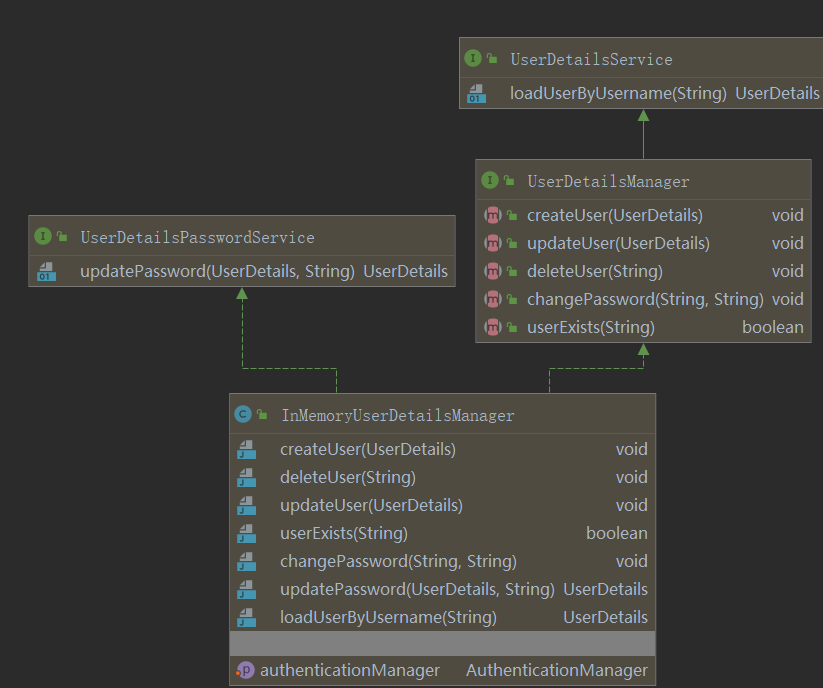 UserDetailsService
loadUserByUsername(String) UserDetails
UserDetailsManager
createUser(UserDetails) void
updateUser(UserDetails) void
deleteUser(String) void
changePassword(String, String) void
userExists(String) boolean
UserDetailsPasswordService
updatePassword(UserDetails, String) UserDetails
InMemoryUserDetailsManager
createUser(UserDetails) void
deleteUser(String) void
updateUser(UserDetails) void
userExists(String) boolean
changePassword(String, String) void
updatePassword(UserDetails, String) UserDetails
loadUserByUsername(String) UserDetails
authenticationManager AuthenticationManager